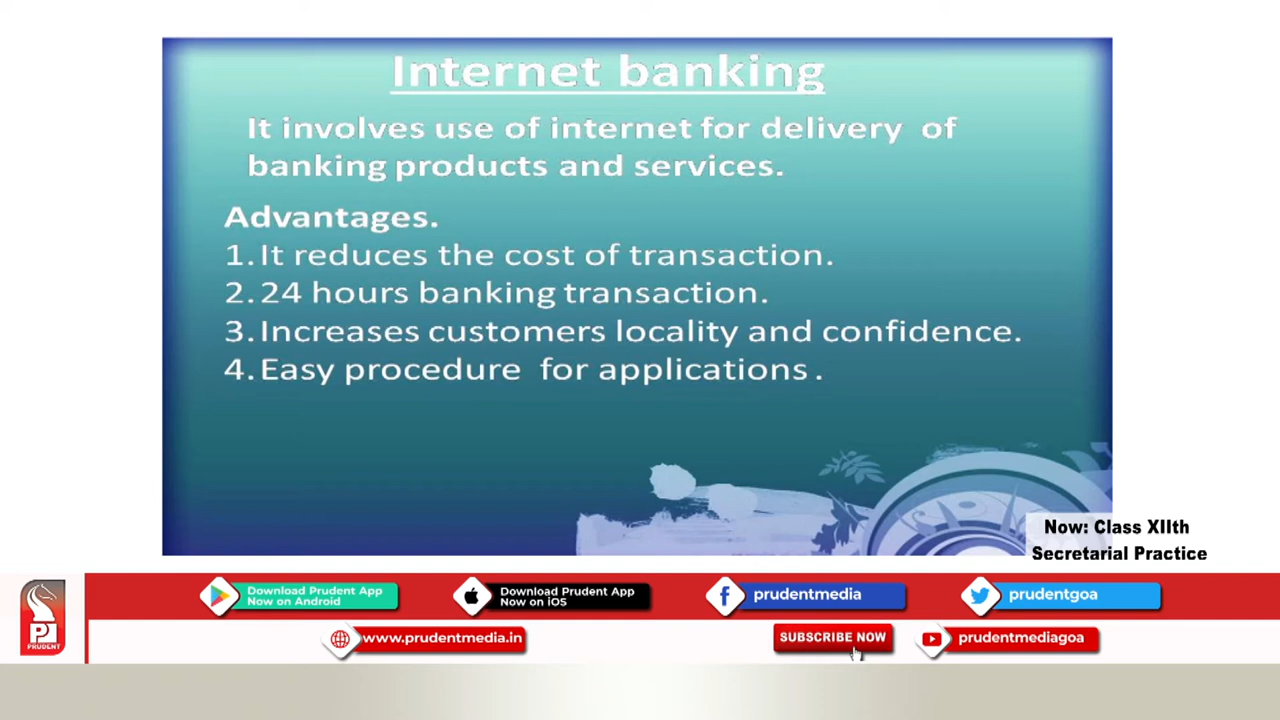 Internet banking
It involves use of internet for delivery of
banking products and services.
Advantages.
1. It reduces the cost of transaction.
2. 24 hours banking transaction.
3. Increases customers locality and confidence.
4. Easy procedure for applications .
Now: Class XIIth
Secretarial Practice
Download Prudent App
Now on Android
Download Prudent App
Now on iOS
prudentmedia
prudentgoa
PRUDENT
www.prudentmedia.in
SUBSCRIBE NOW
prudentmediagoa